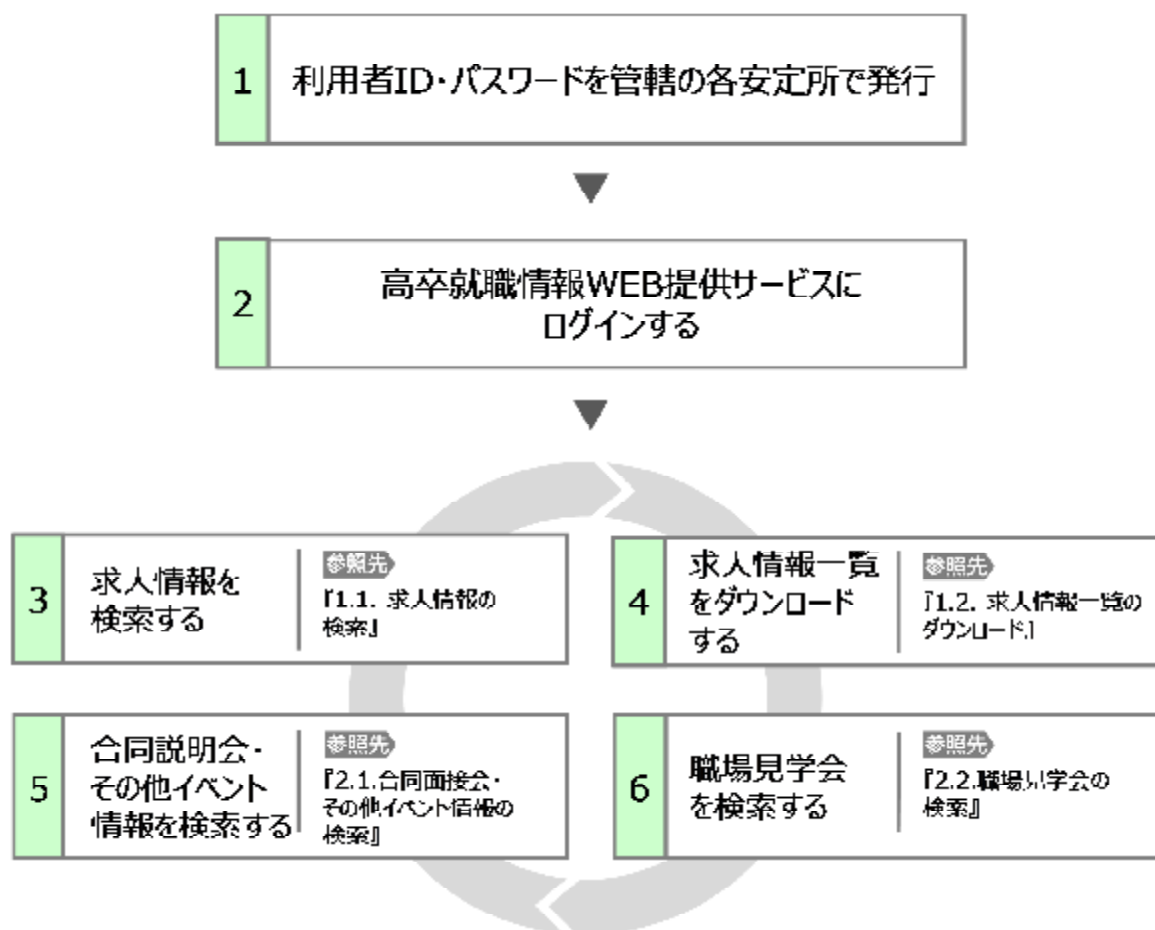 1
利用者ID・パスワードを管轄の各安定所で発行
2
高卒就職情報WEB提供サービスに
ログインする
3
求人情報を
検索する
参照先
『1.1. 求人情報の
検索』
4
求人情報一覧
をダウンロード
する
参照先
『1.2. 求人情報一覧の
ダウンロード』
5
合同説明会・
その他イベント
情報を検索する
参照先
『2.1.合同面接会・
その他イベント情報の
検索』
6
職場見学会
を検索する
参照先
『2.2.職場見学会の
検索』